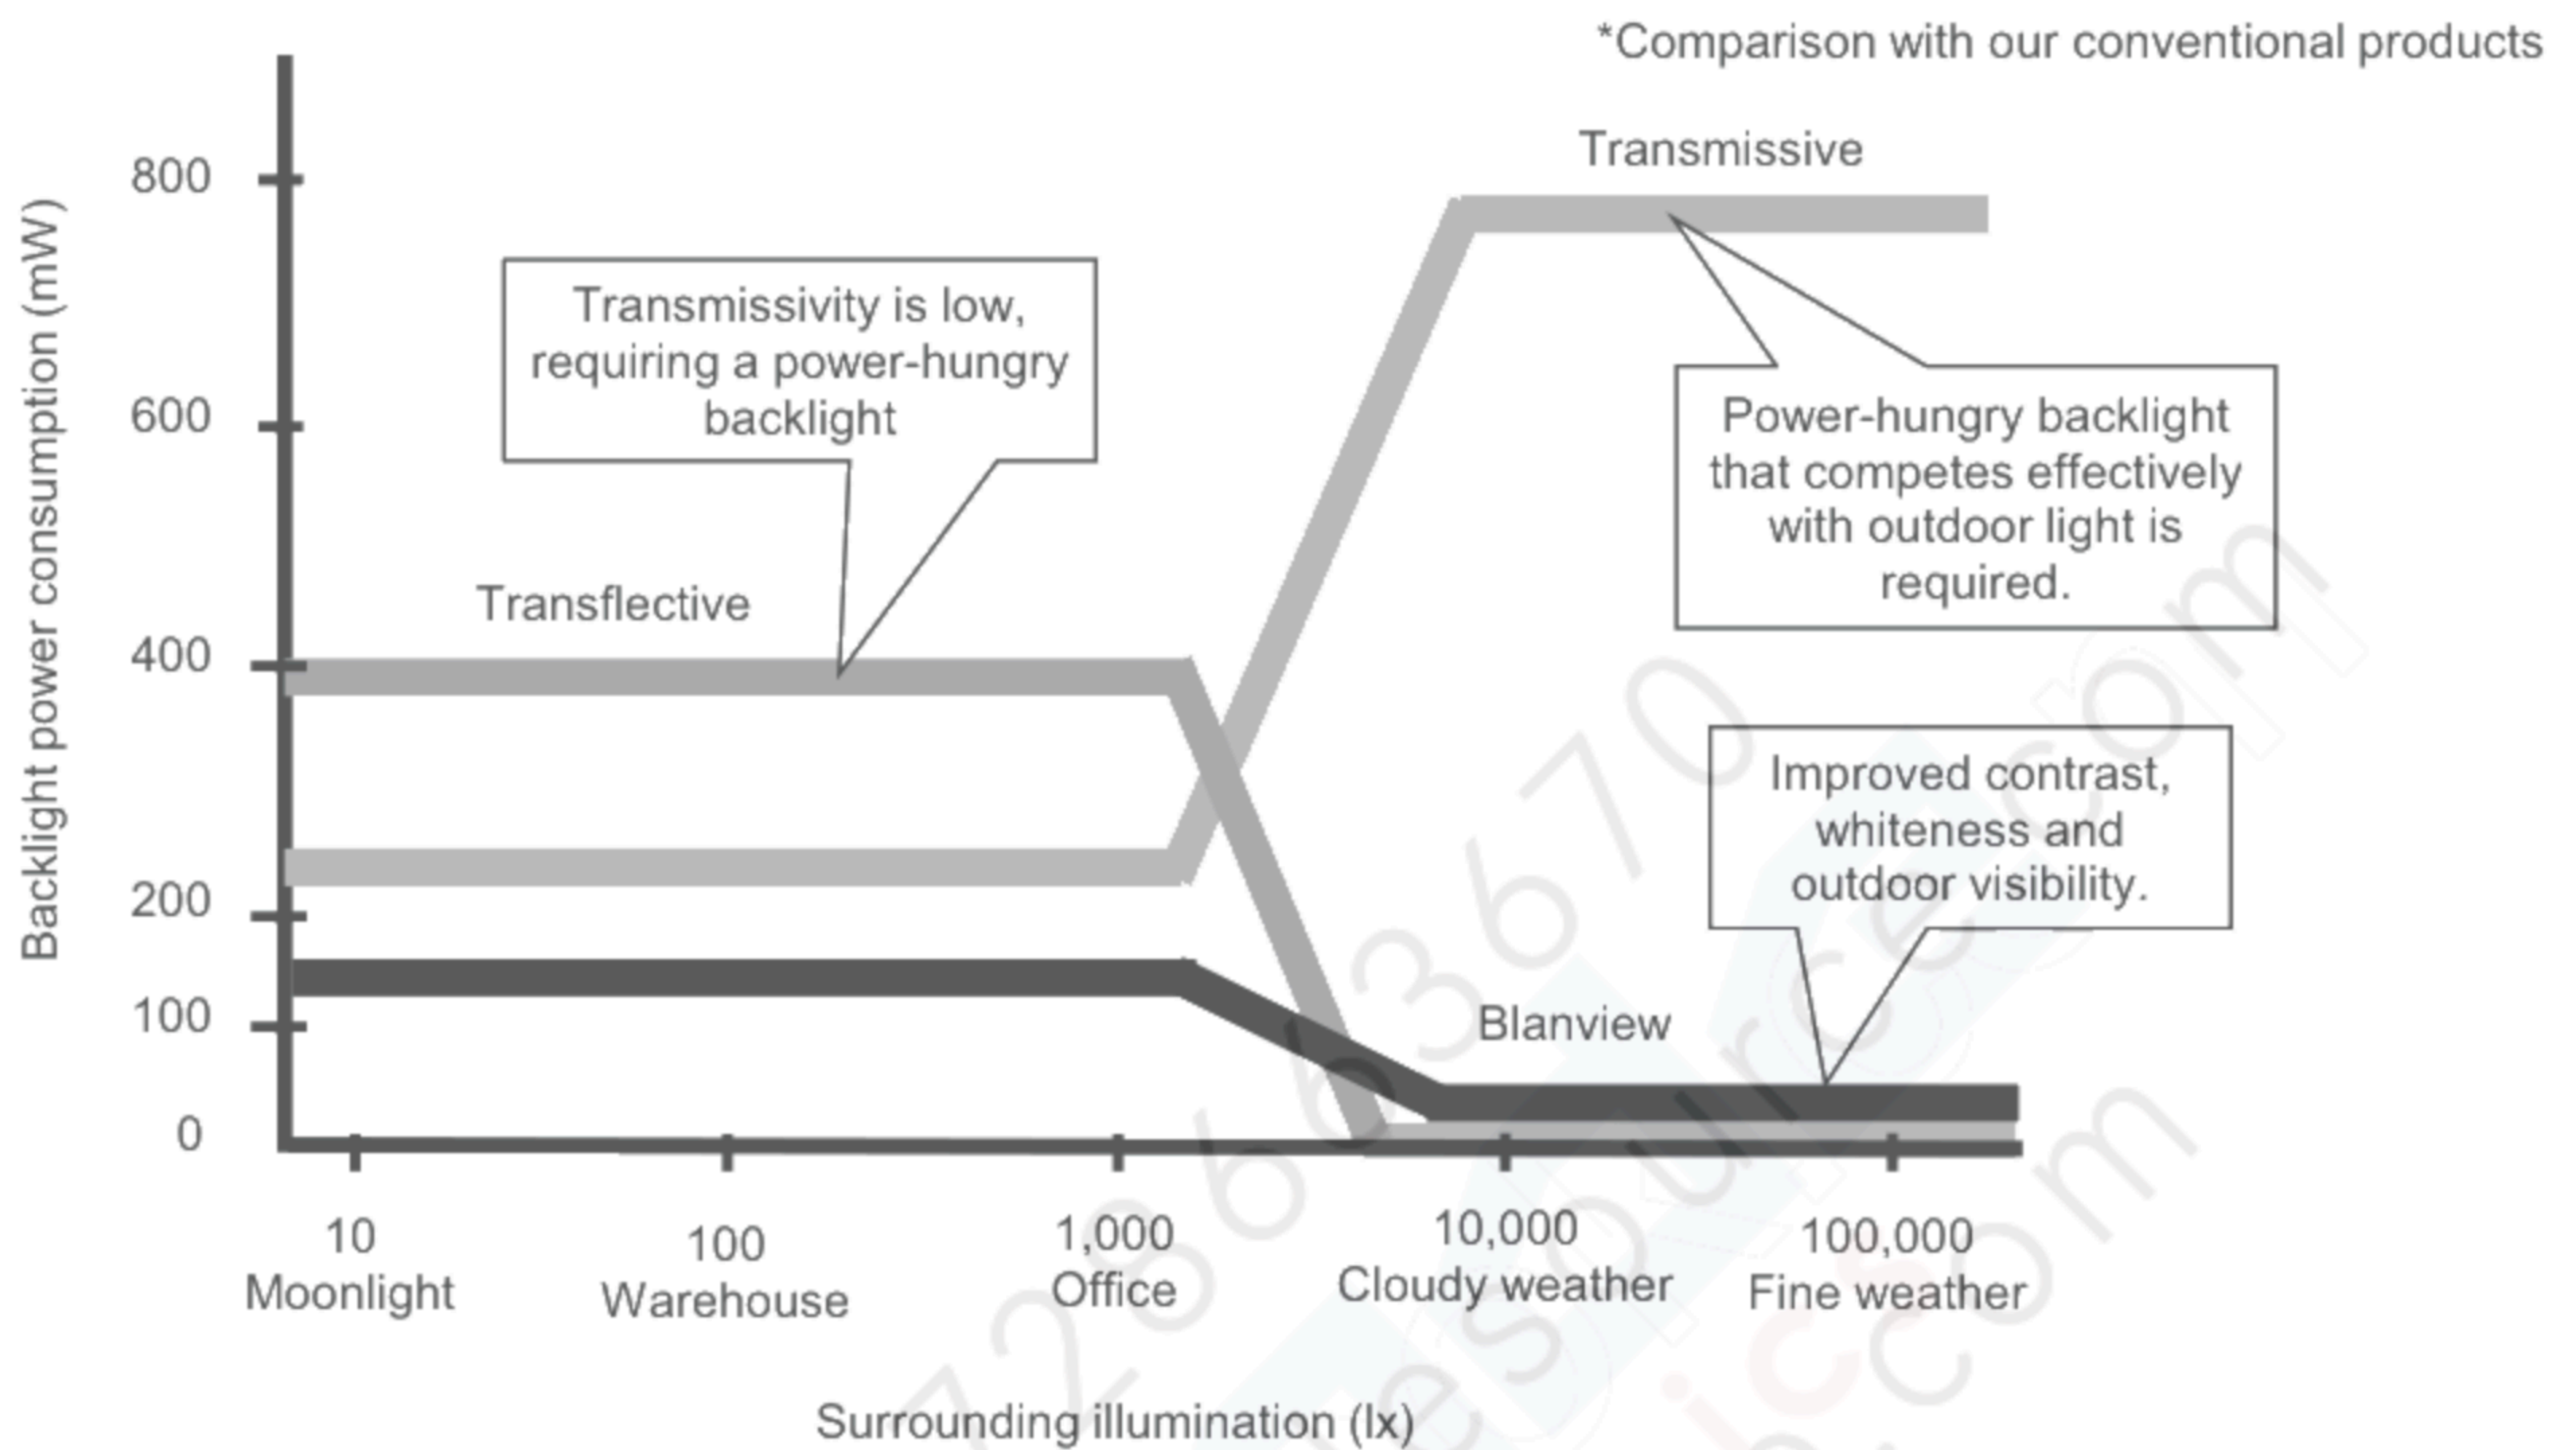 *Comparison with our conventional products
Transmissive
800
600
400
200
100
0
Backlight power consumption (mW)
Transmissivity is low,
requiring a power-hungry
backlight
Transflective
Power-hungry backlight
that competes effectively
with outdoor light is
required.
Improved contrast,
whiteness and
outdoor visibility.
Blanview
10
Moonlight
100
Warehouse
1,000
Office
10,000
Cloudy weather
100,000
Fine weather
Surrounding illumination (lx)